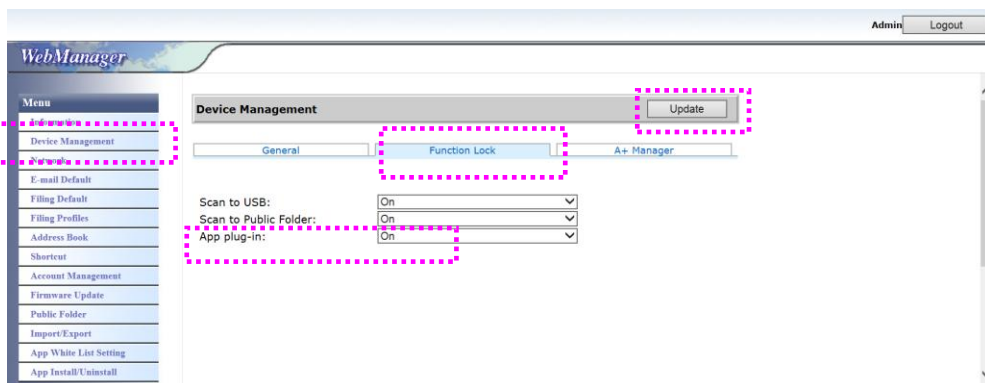 Admin Logout
WebManager
Menu
Information
Device Management
Network
E-mail Default
Filing Default
Filing Profiles
Address Book
Shortcut
Account Management
Firmware Update
Public Folder
Import/Export
App White List Setting
App Install/Uninstall
Device Management Update
General Function Lock A+ Manager
Scan to USB: On
Scan to Public Folder: On
App plug-in: On